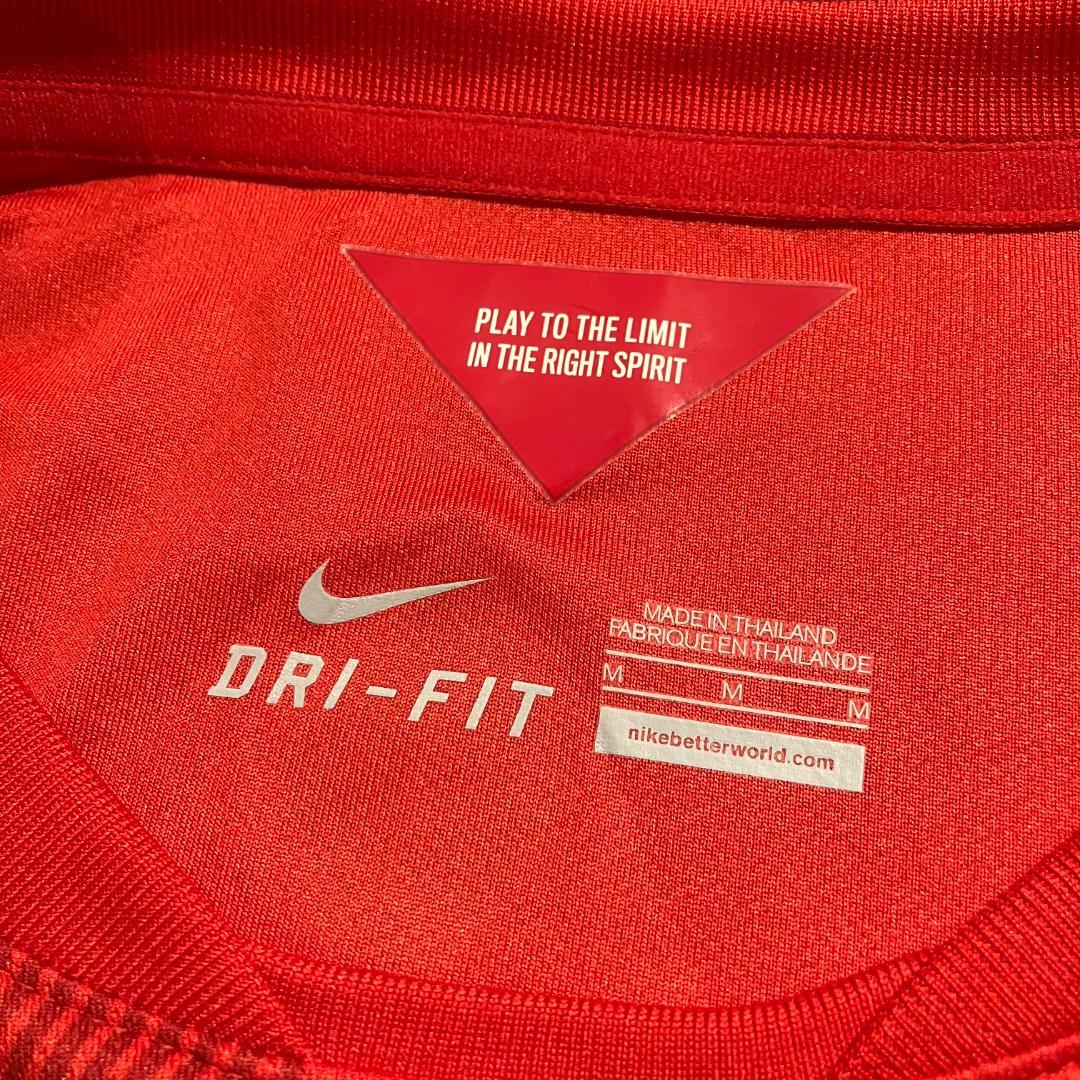 PLAY TO THE LIMIT
IN THE RIGHT SPIRIT
DRI-FIT
MADE IN THAILAND
FABRIQUE EN THAILANDE
M M M
nikebetterworld.com